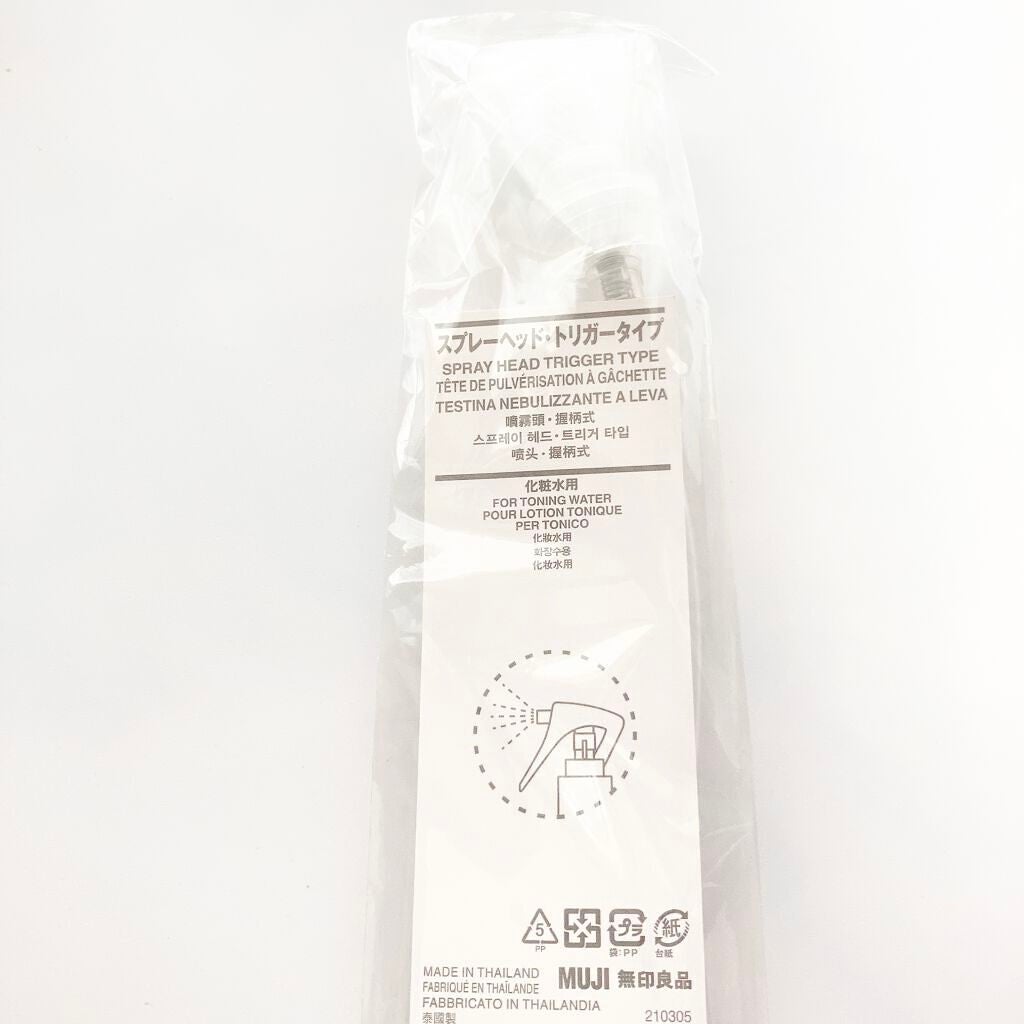 スプレーヘッド・トリガータイプ
SPRAY HEAD TRIGGER TYPE
TÊTE DE PULVÉRISATION À GÂCHETTE
TESTINA NEBULIZZANTE A LEVA
噴霧頭・握柄式
스프레이 헤드・트리거 타입
喷头・握柄式
化粧水用
FOR TONING WATER
POUR LOTION TONIQUE
PER TONICO
化妝水用
화장수용
化妆水用
5
PP
プラ
袋:PP
紙
台紙
MADE IN THAILAND
FABRIQUÉ EN THAÏLANDE
FABBRICATO IN THAILANDIA
泰國製
MUJI 無印良品
210305